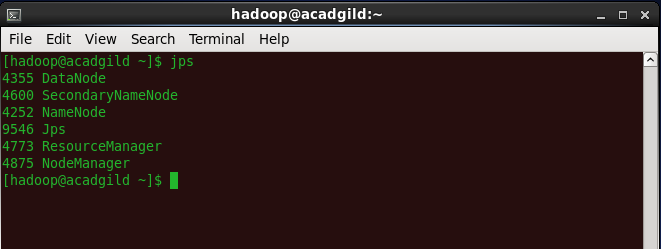 hadoop@acadgild:~
File Edit View Search Terminal Help
[hadoop@acadgild ~]$ jps
4355 DataNode
4600 SecondaryNameNode
4252 NameNode
9546 Jps
4773 ResourceManager
4875 NodeManager
[hadoop@acadgild ~]$